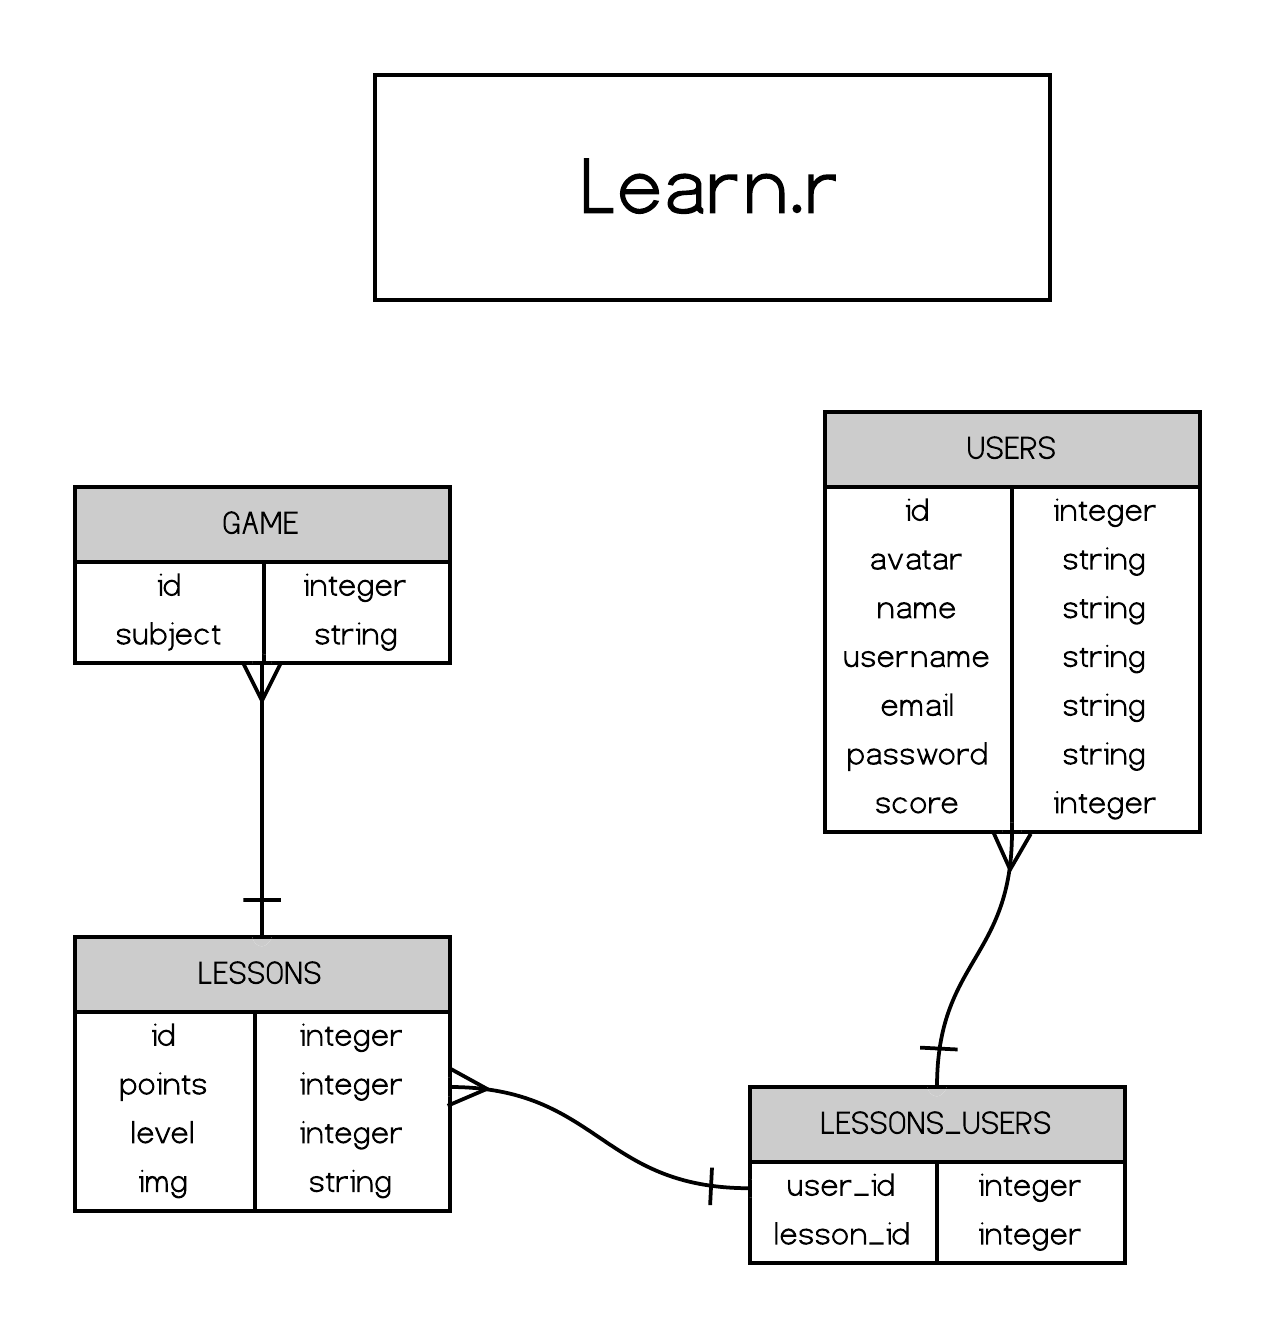 Learn.r
USERS
id integer
avatar string
name string
username string
email string
password string
score integer
GAME
id integer
subject string
LESSONS
id integer
points integer
level integer
img string
LESSONS_USERS
user_id integer
lesson_id integer